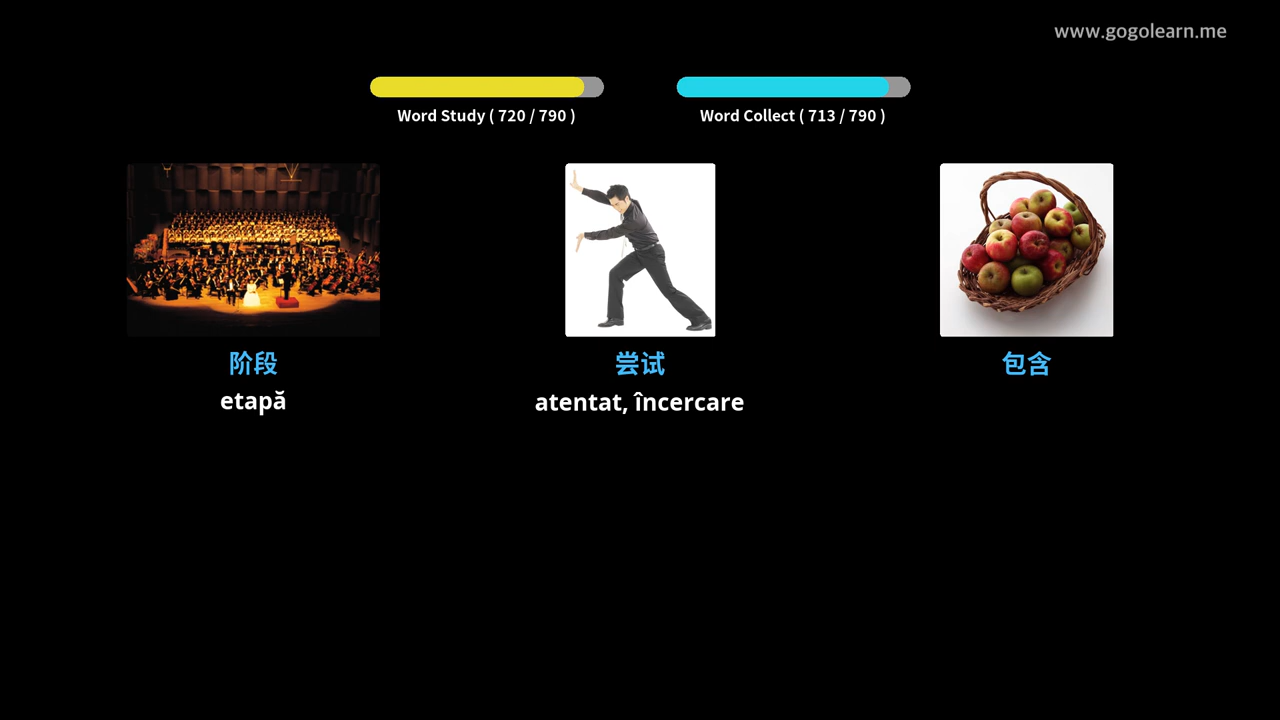 www.gogolearn.me
Word Study ( 720 / 790 )
Word Collect ( 713 / 790 )
阶段
尝试
包含
etapă
atentat, încercare